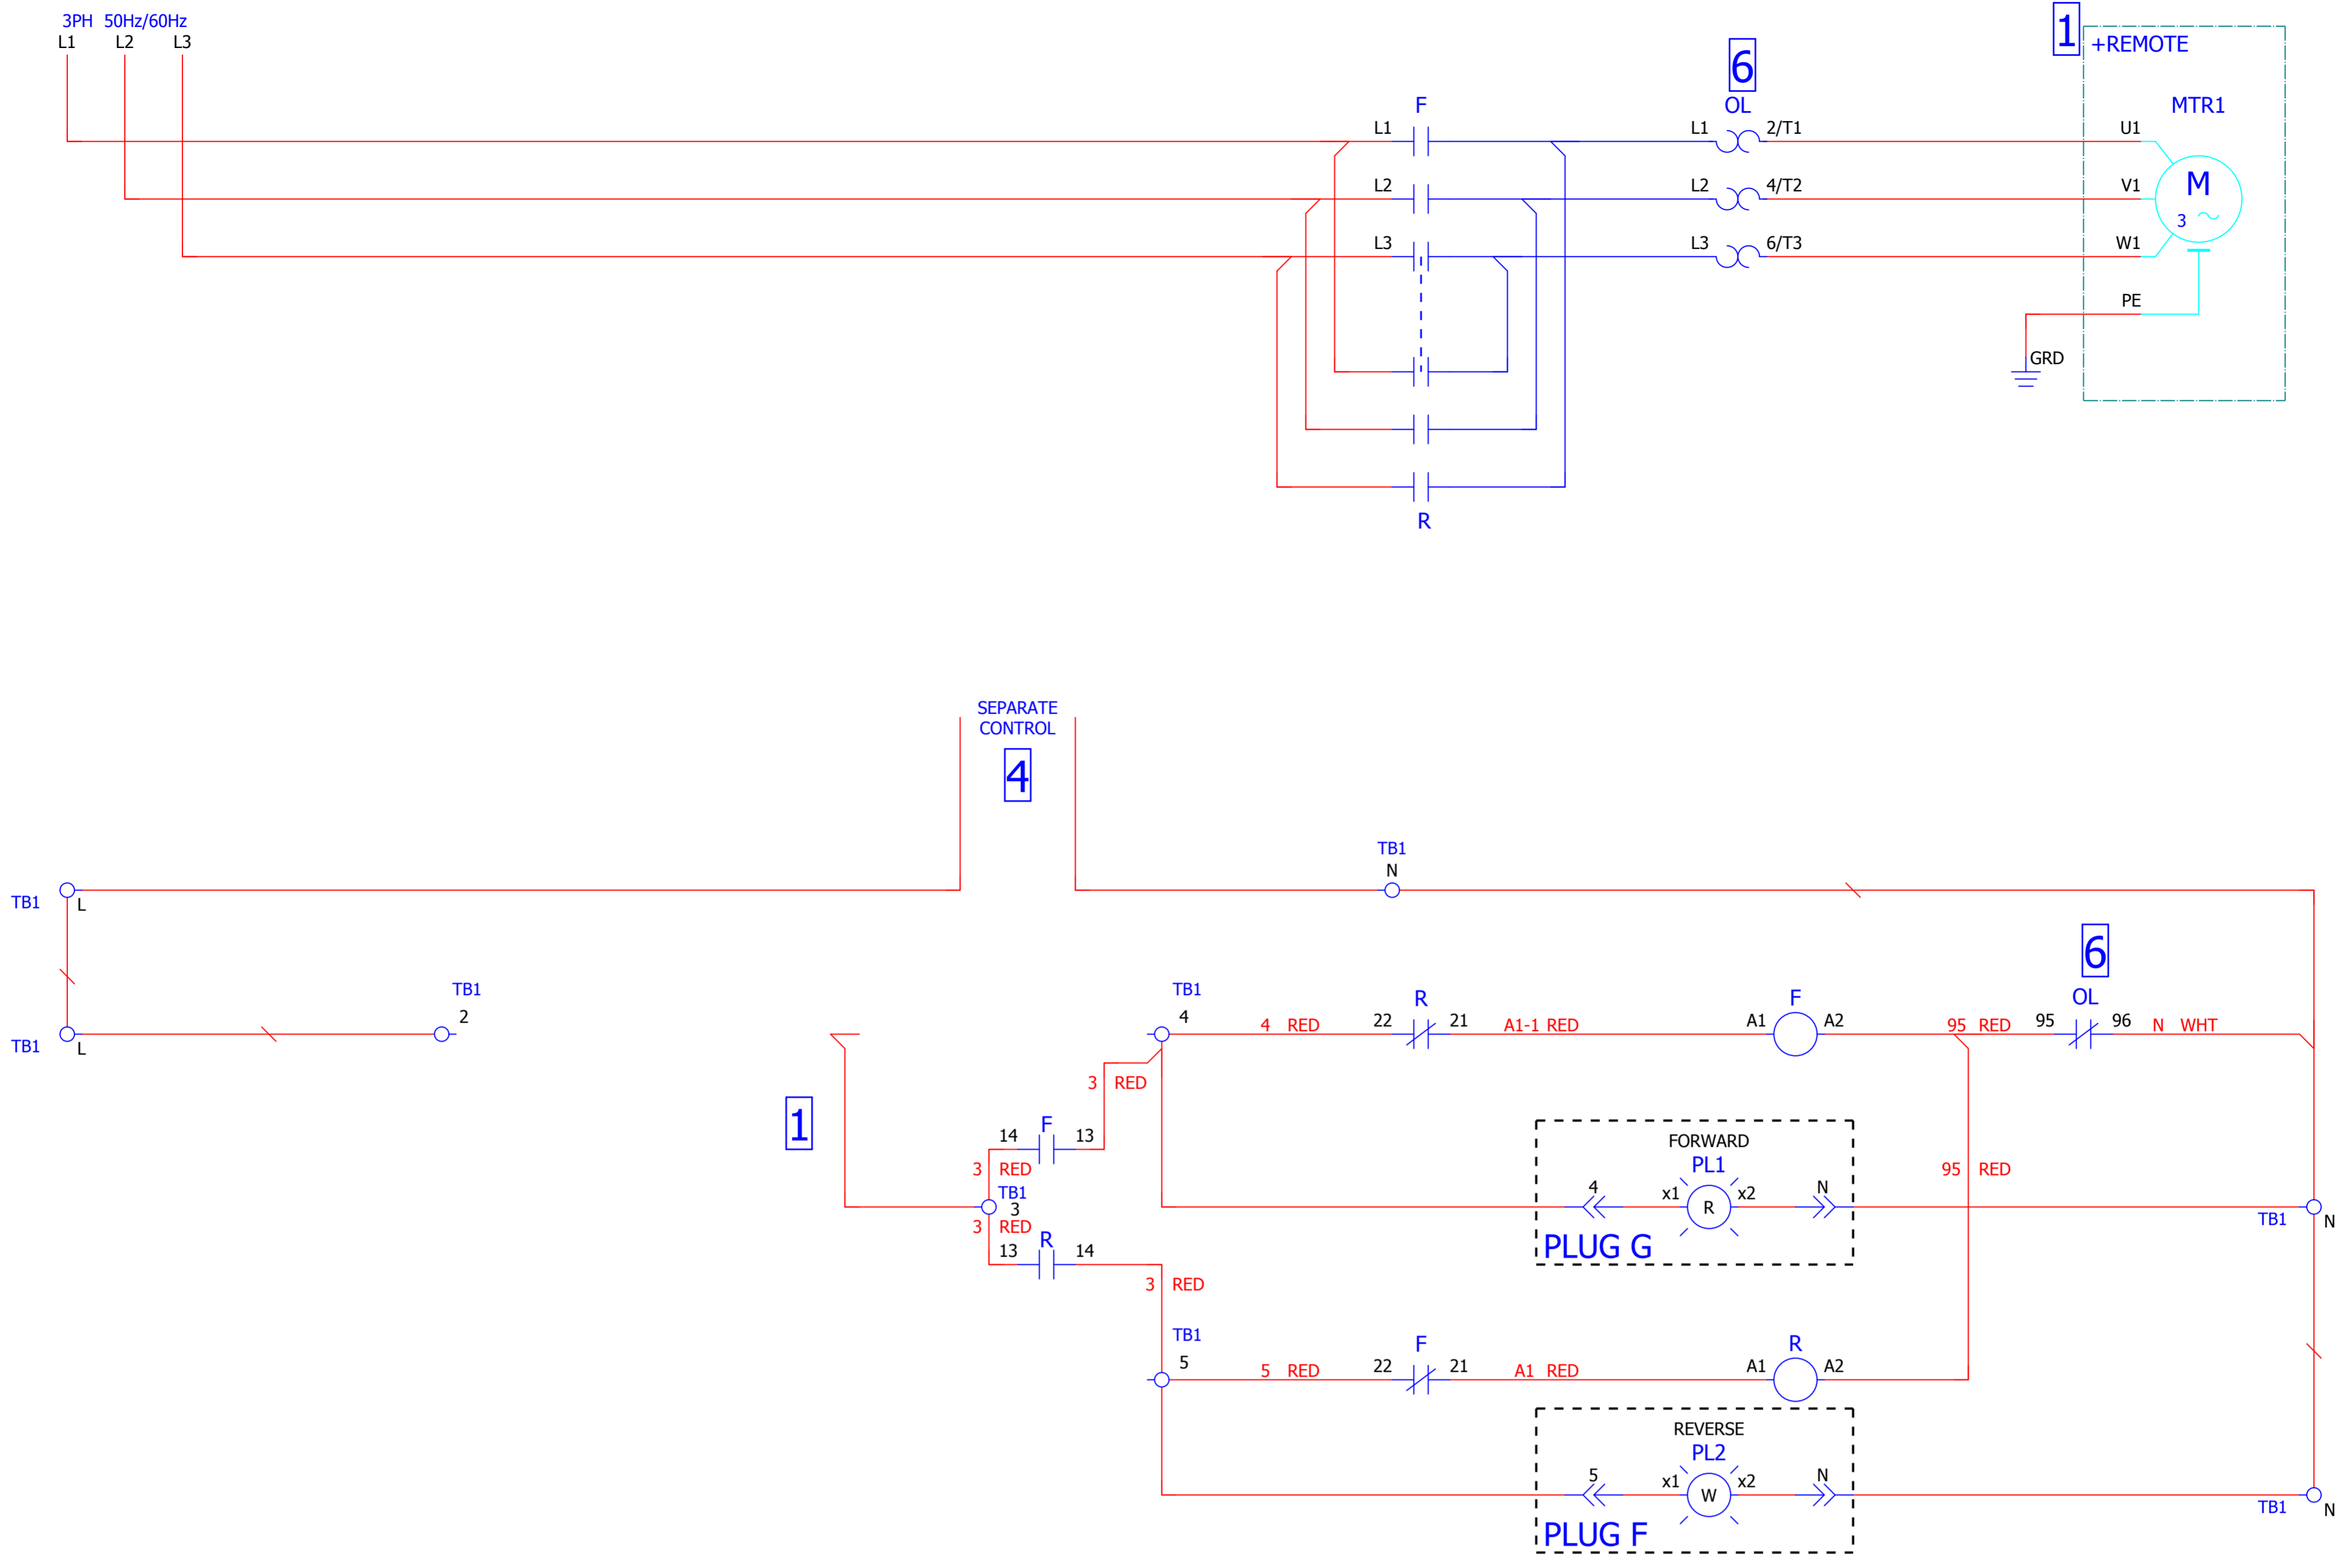 3PH 50Hz/60Hz
L1 L2 L3
1
+REMOTE
6
F OL MTR1
L1 L1 2/T1 U1
L2 L2 4/T2 V1
M
3
L3 L3 6/T3 W1
PE
GRD
R
SEPARATE
CONTROL
4
TB1
N
TB1 L
6
TB1 TB1 R F OL
2 4
4 RED 22 21 A1-1 RED A1 A2 95 RED 95 96 N WHT
TB1 L
3 RED
1
F
14 13
FORWARD
PL1
3 RED
95 RED
TB1
3
4 x1 R x2 N
TB1 N
3 RED
R
13 14
PLUG G
3 RED
TB1 F R
5
5 RED 22 21 A1 RED A1 A2
REVERSE
PL2
5 x1 W x2 N
TB1 N
PLUG F